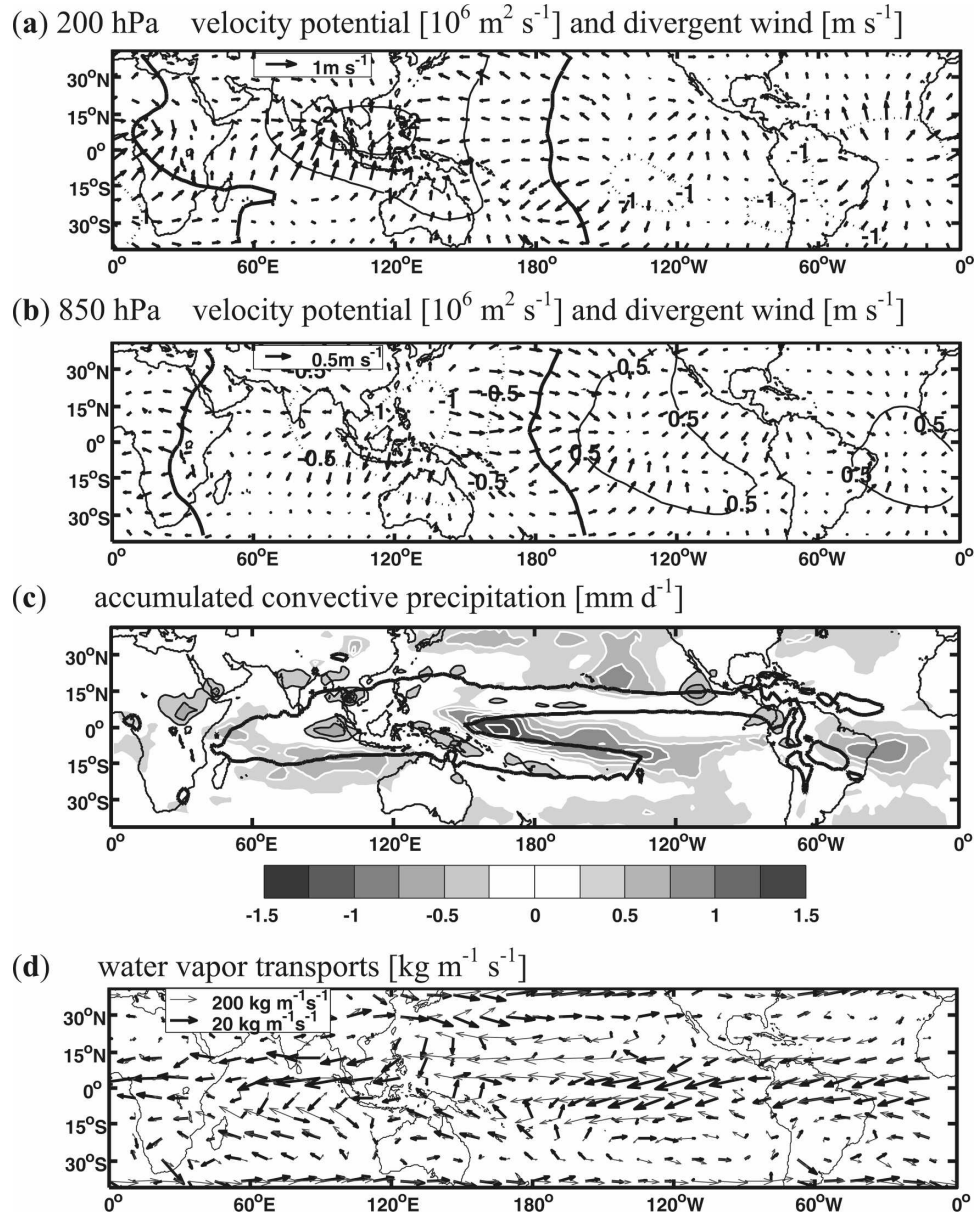 (a) 200 hPa velocity potential [10⁶ m² s⁻¹] and divergent wind [m s⁻¹]
1m s⁻¹
30°N
15°N
0°
15°S
30°S
1
-1
-1
-1
-1
-1
1
0°
60°E
120°E
180°
120°W
60°W
0°
(b) 850 hPa velocity potential [10⁶ m² s⁻¹] and divergent wind [m s⁻¹]
0.5m s⁻¹
30°N
15°N
0°
15°S
30°S
-0.5
-0.5
-1
-1
-0.5
-0.5
0.5
0.5
0.5
0.5
0.5
0.5
0°
60°E
120°E
180°
120°W
60°W
0°
(c) accumulated convective precipitation [mm d⁻¹]
30°N
15°N
0°
15°S
30°S
0°
60°E
120°E
180°
120°W
60°W
0°
-1.5
-1
-0.5
0
0.5
1
1.5
(d) water vapor transports [kg m⁻¹ s⁻¹]
200 kg m⁻¹s⁻¹
20 kg m⁻¹s⁻¹
30°N
15°N
0°
15°S
30°S
0°
60°E
120°E
180°
120°W
60°W
0°